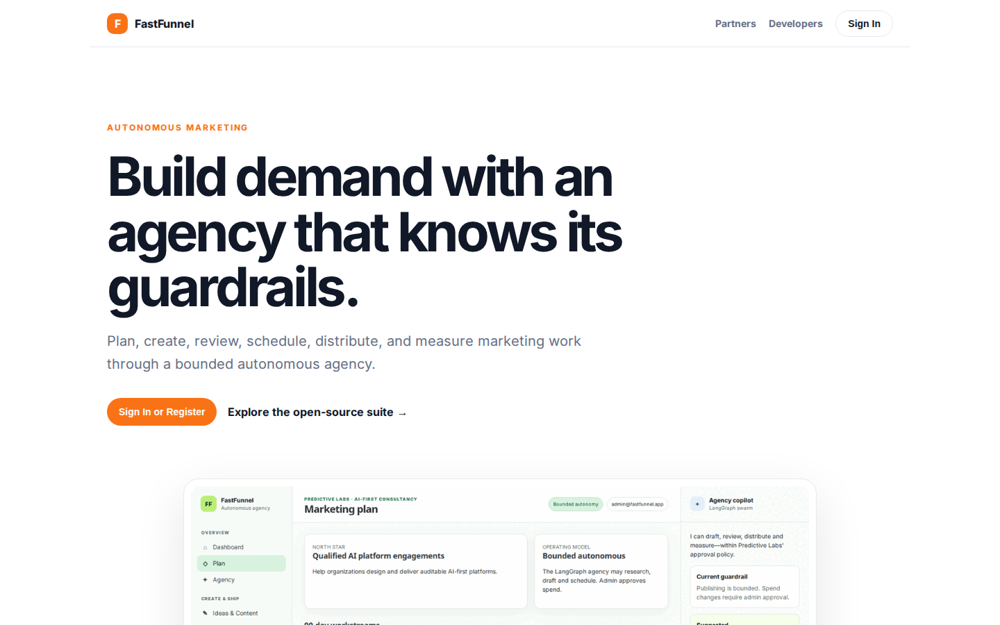 F FastFunnel
Partners Developers Sign In
AUTONOMOUS MARKETING
Build demand with an
agency that knows its
guardrails.
Plan, create, review, schedule, distribute, and measure marketing work
through a bounded autonomous agency.
Sign In or Register Explore the open-source suite →
FF FastFunnel
Autonomous agency
OVERVIEW
Dashboard
Plan
Agency
CREATE & SHIP
Ideas & Content
PREDICTIVE LABS · AI-FIRST CONSULTANCY
Marketing plan
Bounded autonomy admin@fastfunnel.app
NORTH STAR
Qualified AI platform engagements
Help organizations design and deliver auditable AI-first platforms.
OPERATING MODEL
Bounded autonomous
The LangGraph agency may research,
draft and schedule. Admin approves
spend.
90 day workstreams
Agency copilot
LangGraph swarm
I can draft, review, distribute and
measure—within Predictive Labs'
approval policy.
Current guardrail
Publishing is bounded. Spend
changes require admin approval.
Suggested